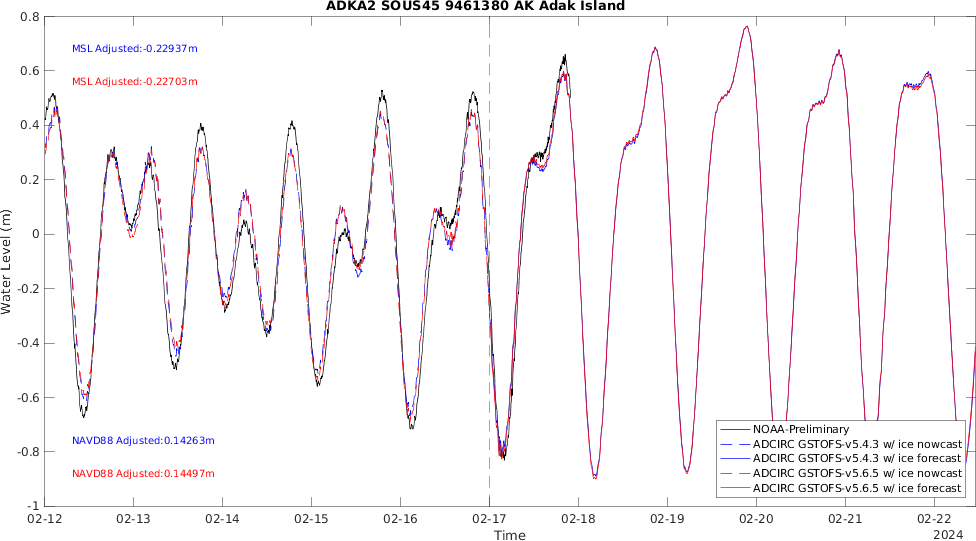 ADKA2 SOUS45 9461380 AK Adak Island
0.8
0.6
0.4
0.2
0
-0.2
-0.4
-0.6
-0.8
-1
Water Level (m)
MSL Adjusted:-0.22937m
MSL Adjusted:-0.22703m
NAVD88 Adjusted:0.14263m
NAVD88 Adjusted:0.14497m
NOAA-Preliminary
ADCIRC GSTOFS-v5.4.3 w/ ice nowcast
ADCIRC GSTOFS-v5.4.3 w/ ice forecast
ADCIRC GSTOFS-v5.6.5 w/ ice nowcast
ADCIRC GSTOFS-v5.6.5 w/ ice forecast
02-12 02-13 02-14 02-15 02-16 02-17 02-18 02-19 02-20 02-21 02-22
Time
2024